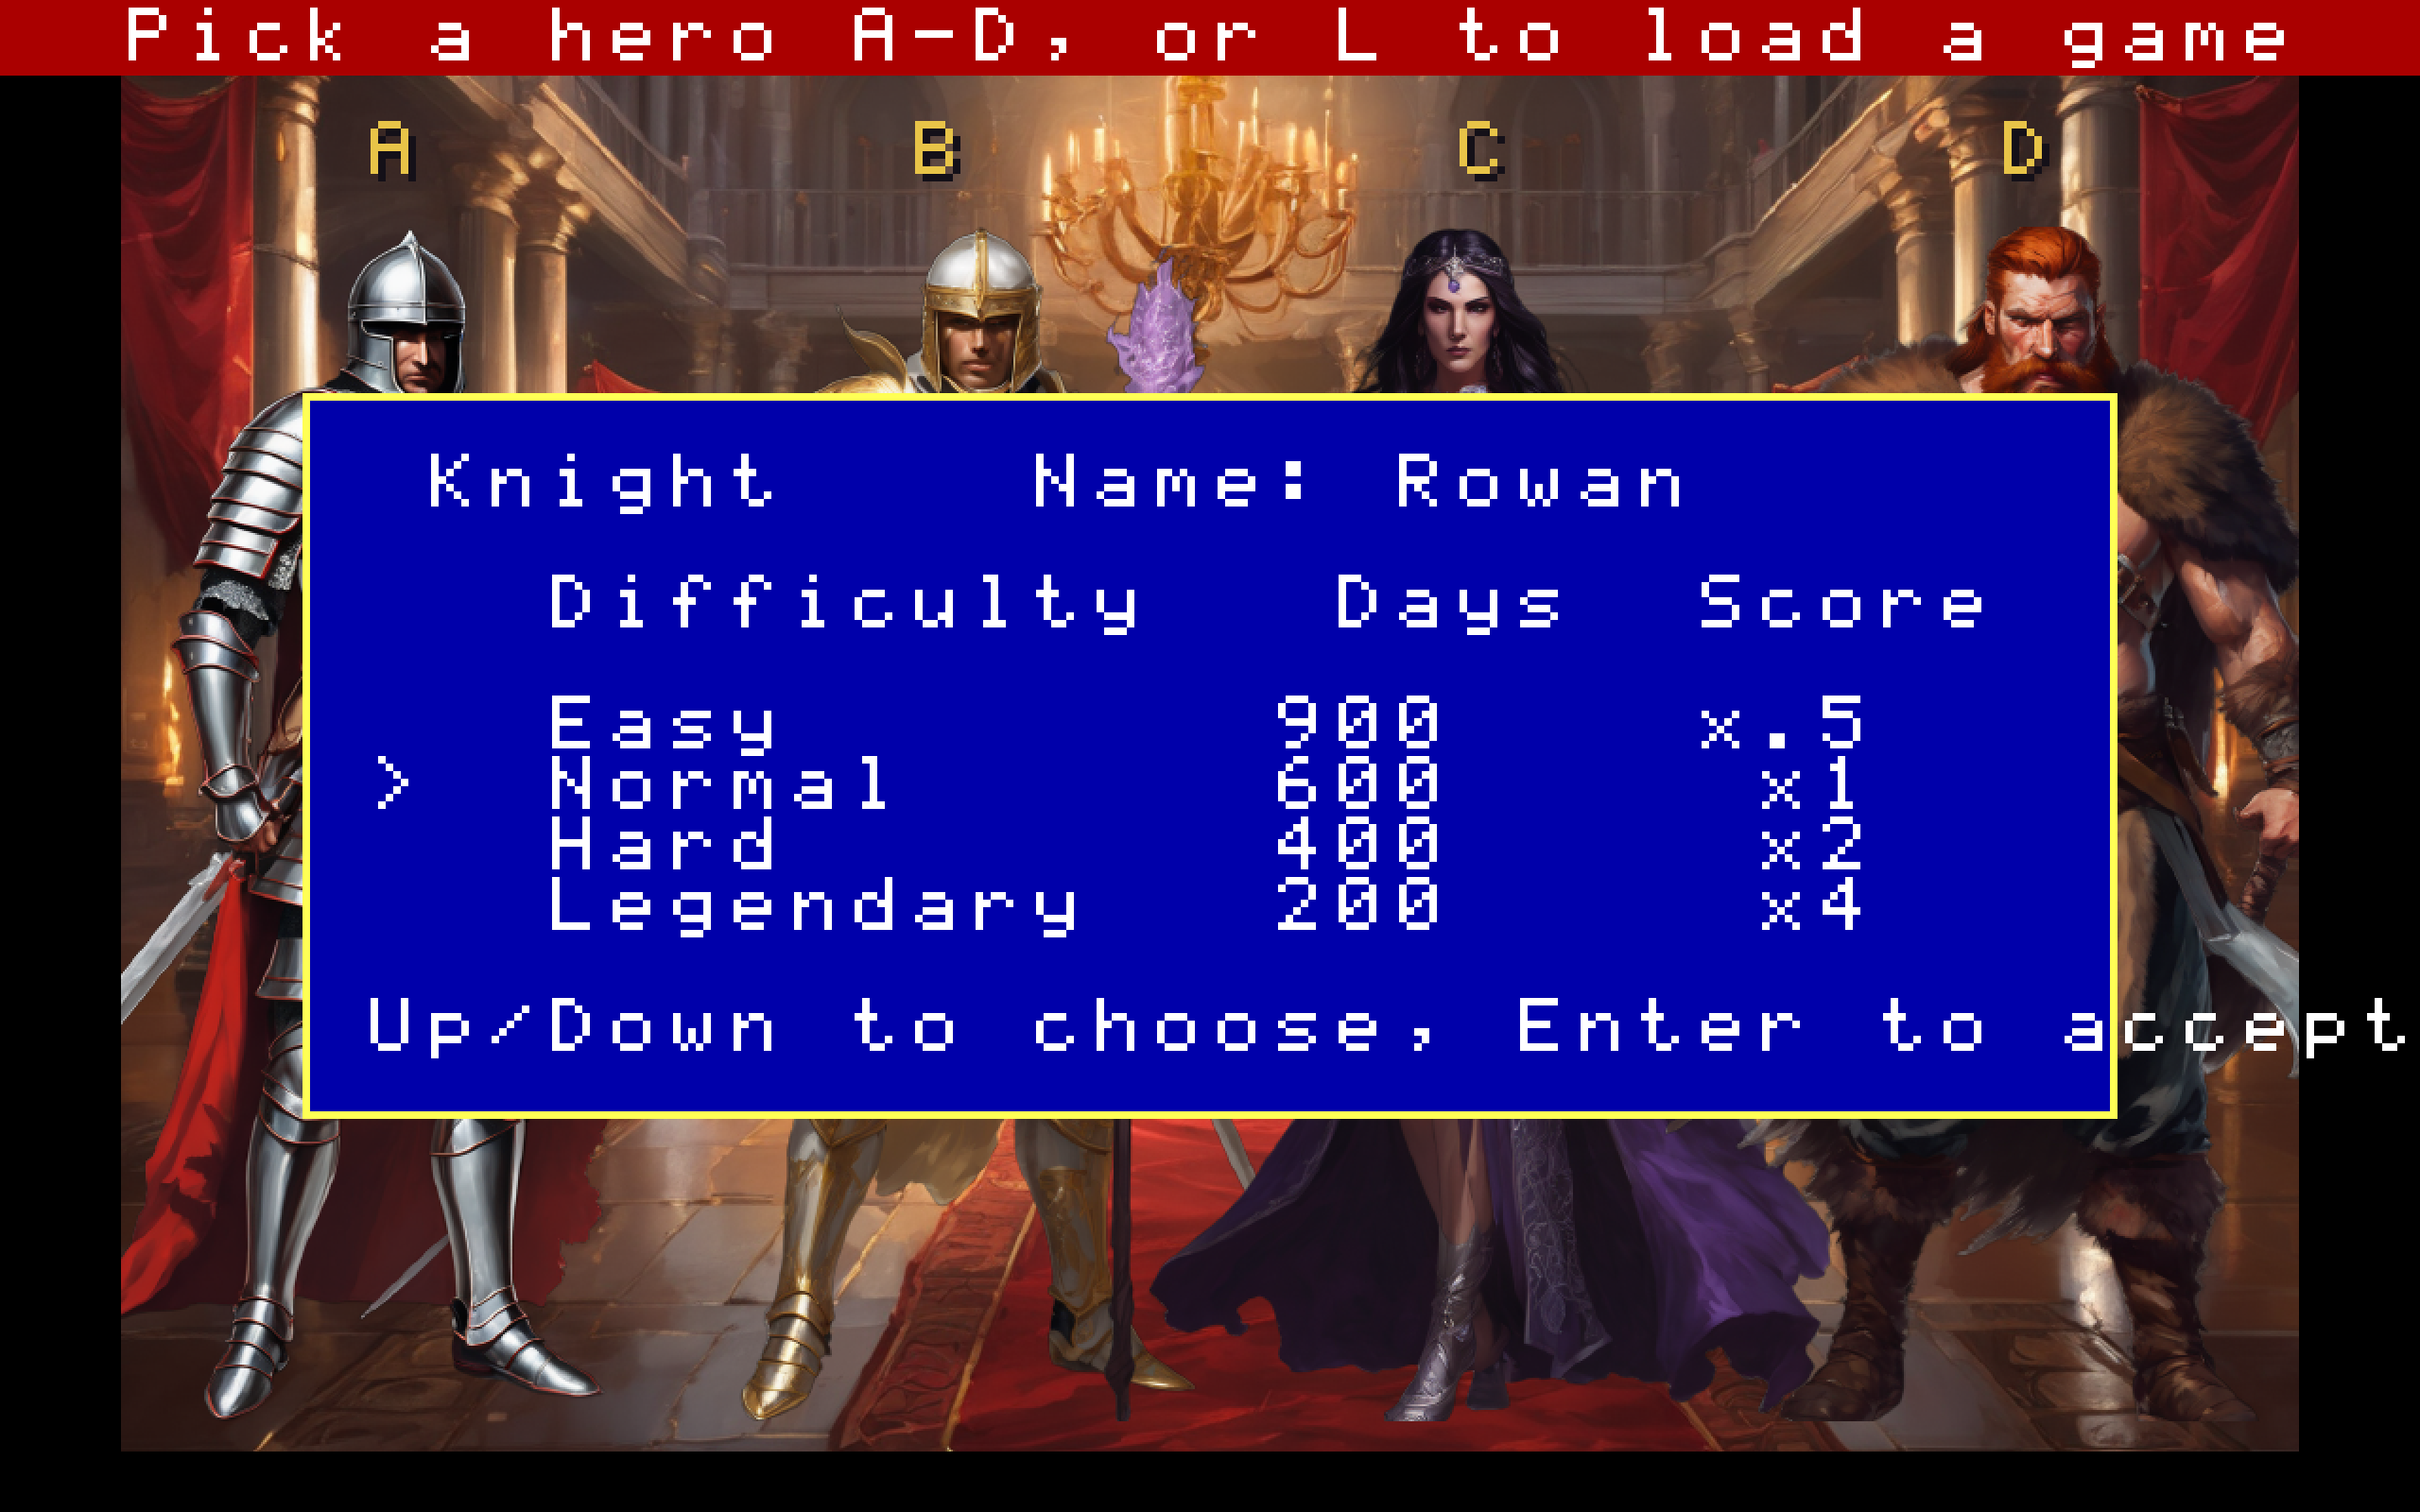 Pick a hero A-D, or L to load a game
A B C D
Knight Name: Rowan
Difficulty Days Score
Easy 900 x.5
> Normal 600 x1
Hard 400 x2
Legendary 200 x4
Up/Down to choose, Enter to accept